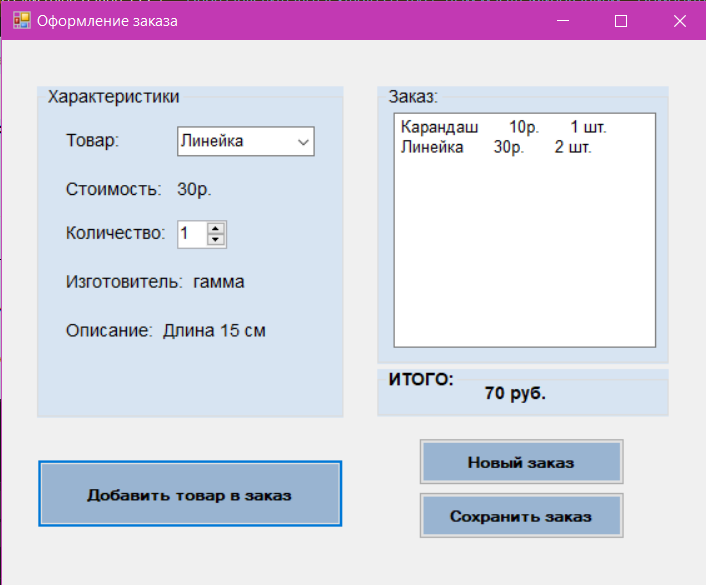 Оформление заказа
Характеристики
Товар: Линейка
Стоимость: 30р.
Количество: 1
Изготовитель: гамма
Описание: Длина 15 см
Добавить товар в заказ
Заказ:
Карандаш 10р. 1 шт.
Линейка 30р. 2 шт.
ИТОГО:
70 руб.
Новый заказ
Сохранить заказ